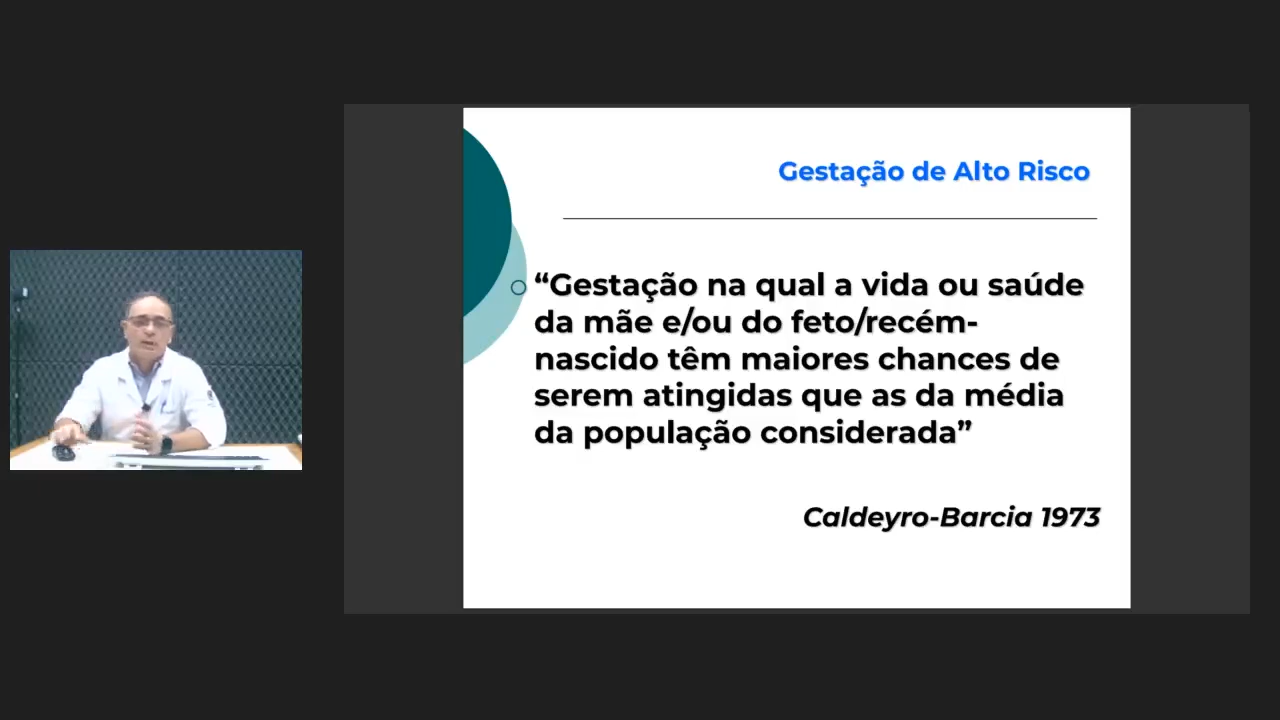 Gestação de Alto Risco
“Gestação na qual a vida ou saúde
da mãe e/ou do feto/recém-
nascido têm maiores chances de
serem atingidas que as da média
da população considerada”
Caldeyro-Barcia 1973